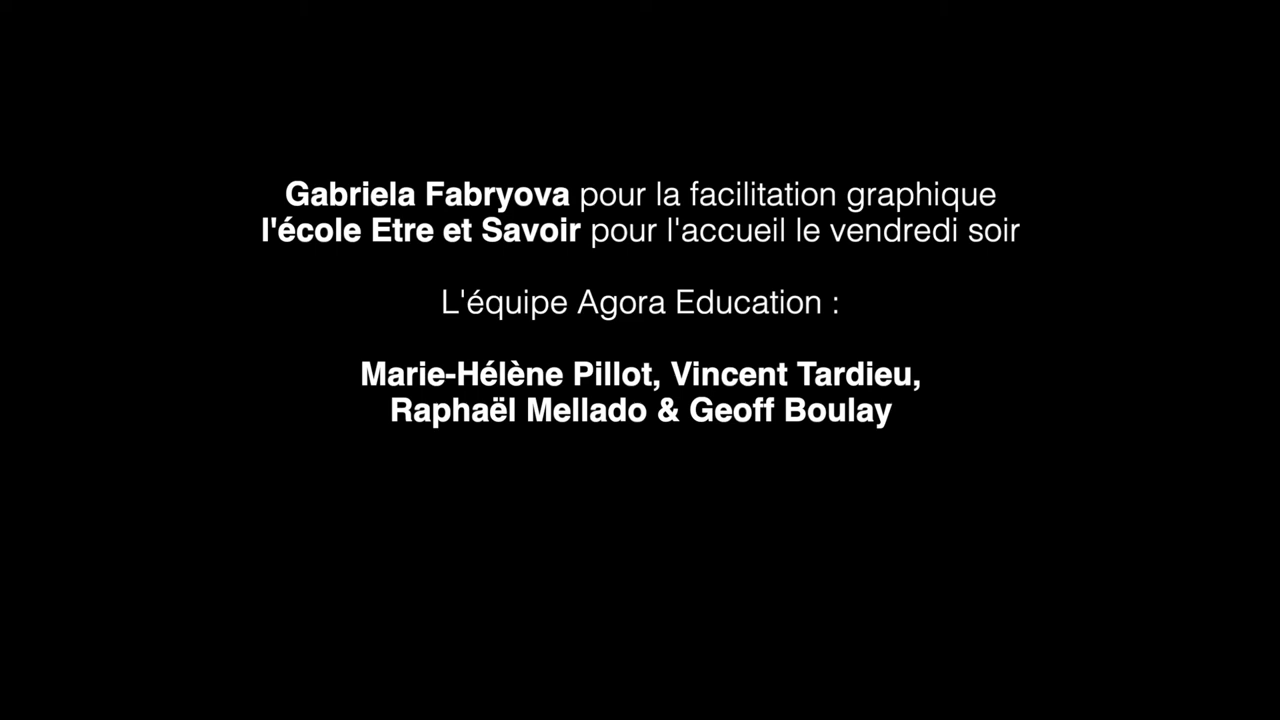 Gabriela Fabryova pour la facilitation graphique
l'école Etre et Savoir pour l'accueil le vendredi soir
L'équipe Agora Education :
Marie-Hélène Pillot, Vincent Tardieu,
Raphaël Mellado & Geoff Boulay